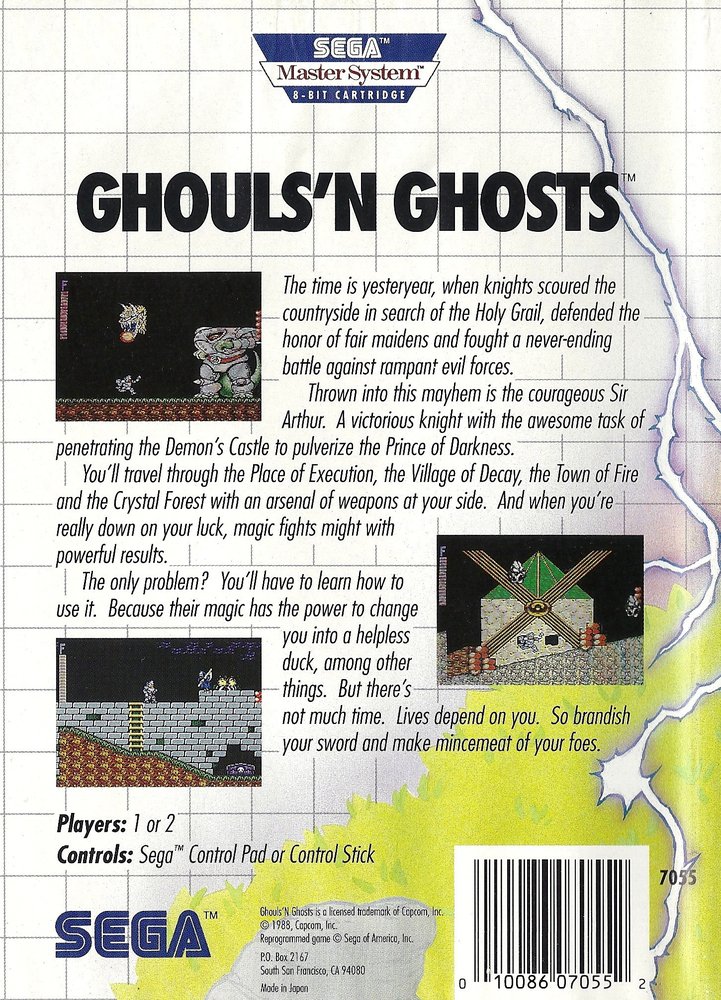 SEGA™
Master System™
8-BIT CARTRIDGE
GHOULS'N GHOSTS™
The time is yesteryear, when knights scoured the
countryside in search of the Holy Grail, defended the
honor of fair maidens and fought a never-ending
battle against rampant evil forces.
Thrown into this mayhem is the courageous Sir
Arthur. A victorious knight with the awesome task of
penetrating the Demon's Castle to pulverize the Prince of Darkness.
You'll travel through the Place of Execution, the Village of Decay, the Town of Fire
and the Crystal Forest with an arsenal of weapons at your side. And when you're
really down on your luck, magic fights might with
powerful results.
The only problem? You'll have to learn how to
use it. Because their magic has the power to change
you into a helpless
duck, among other
things. But there's
not much time. Lives depend on you. So brandish
your sword and make mincemeat of your foes.
Players: 1 or 2
Controls: Sega™ Control Pad or Control Stick
7055
SEGA™
Ghouls'N Ghosts is a licensed trademark of Capcom, Inc.
© 1988, Capcom, Inc.
Reprogrammed game © Sega of America, Inc.
P.O. Box 2167
South San Francisco, CA 94080
Made in Japan
0 10086 07055 2